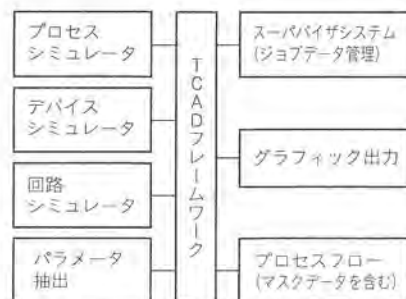 プロセス
シミュレータ
デバイス
シミュレータ
回路
シミュレータ
パラメータ
抽出
TCADフレームワーク
スーパバイザシステム
(ジョブデータ管理)
グラフィック出力
プロセスフロー
(マスクデータを含む)